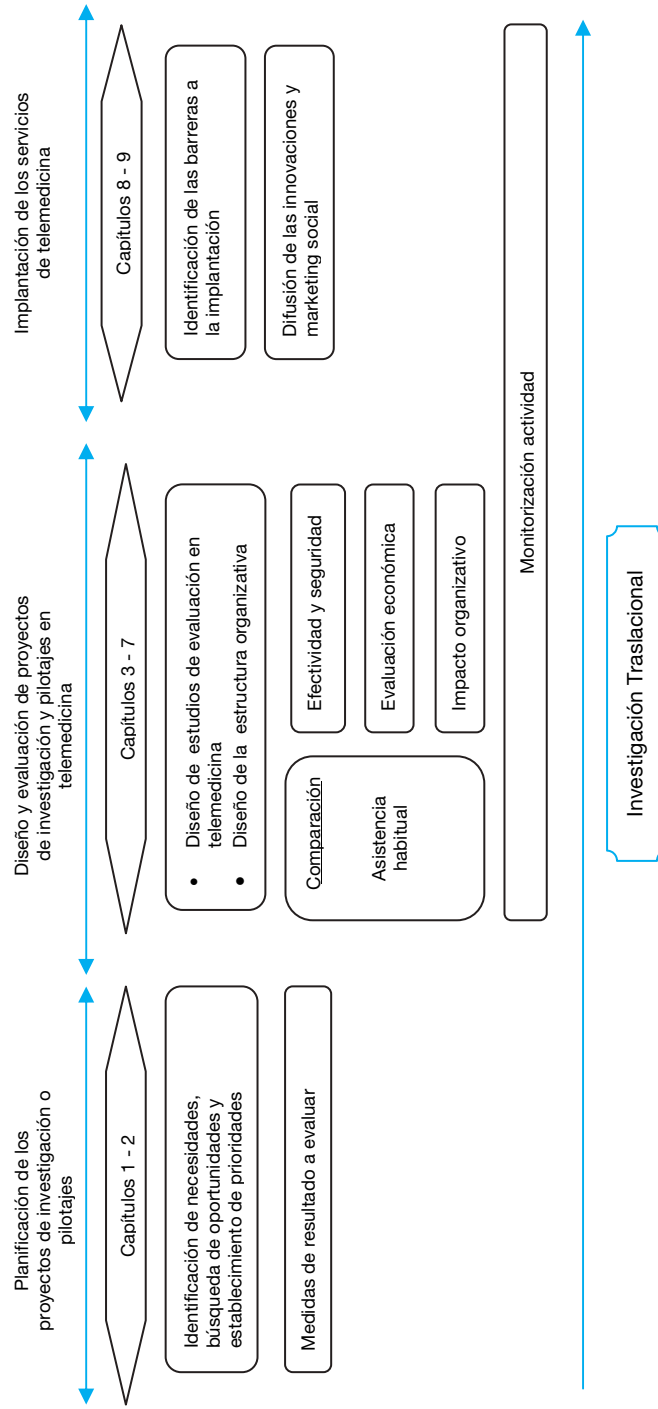 Planificación de los
proyectos de investigación o
pilotajes
Capítulos 1 - 2
Identificación de necesidades,
búsqueda de oportunidades y
establecimiento de prioridades
Medidas de resultado a evaluar
Diseño y evaluación de proyectos
de investigación y pilotajes en
telemedicina
Capítulos 3 - 7
• Diseño de estudios de evaluación en
telemedicina
• Diseño de la estructura organizativa
Comparación
Asistencia
habitual
Efectividad y seguridad
Evaluación económica
Impacto organizativo
Implantación de los servicios
de telemedicina
Capítulos 8 - 9
Identificación de las barreras a
la implantación
Difusión de las innovaciones y
marketing social
Monitorización actividad
Investigación Traslacional